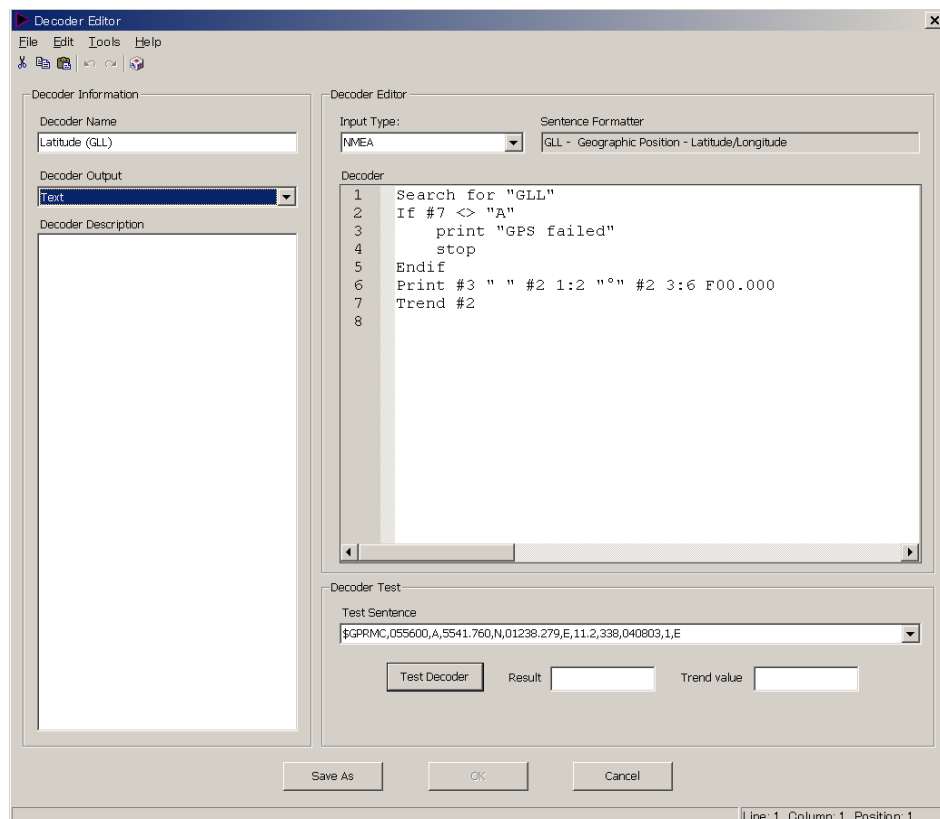 Decoder Editor
File Edit Tools Help
Decoder Information
Decoder Name
Latitude (GLL)
Decoder Output
Text
Decoder Description
Decoder Editor
Input Type:
NMEA
Sentence Formatter
GLL - Geographic Position - Latitude/Longitude
Decoder
1 Search for "GLL"
2 If #7 <> "A"
3 print "GPS failed"
4 stop
5 Endif
6 Print #3 " " #2 1:2 "°" #2 3:6 F00.000
7 Trend #2
8
Decoder Test
Test Sentence
$GPRMC,055600,A,5541.760,N,01238.279,E,11.2,338,040803,1,E
Test Decoder Result Trend value
Save As OK Cancel
Line: 1 Column: 1 Position: 1